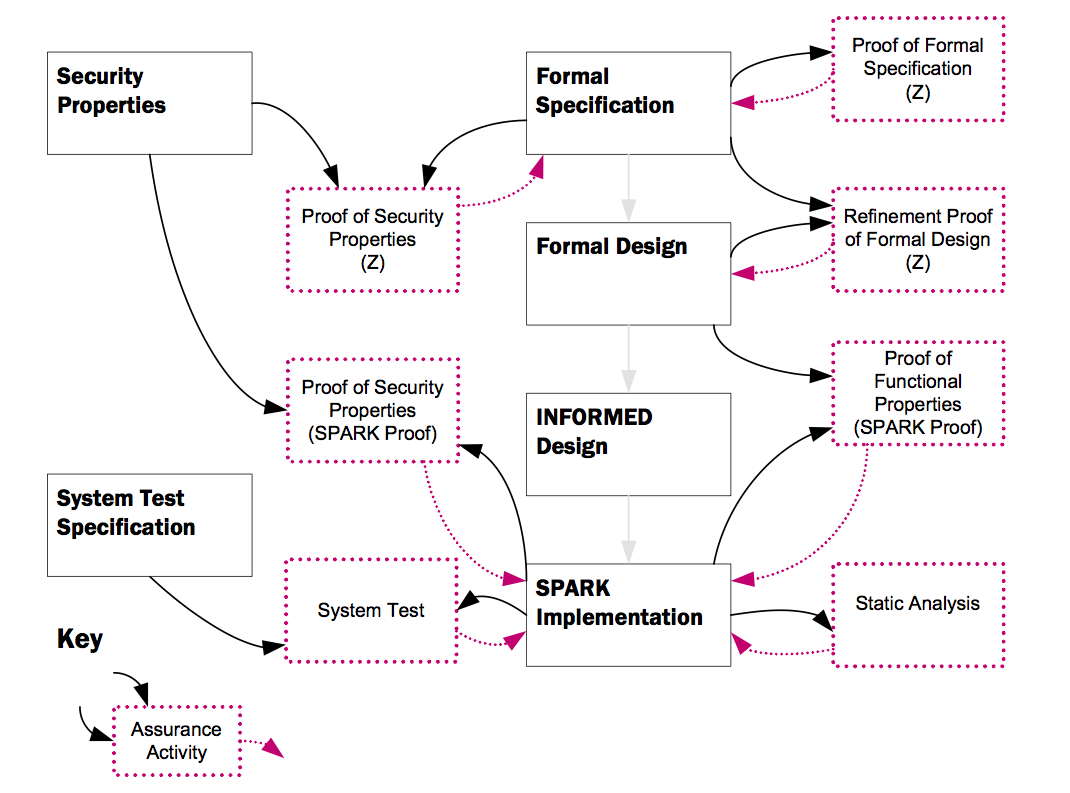 Security
Properties
Formal
Specification
Proof of Formal
Specification
(Z)
Proof of Security
Properties
(Z)
Formal Design
Refinement Proof
of Formal Design
(Z)
Proof of Security
Properties
(SPARK Proof)
INFORMED
Design
Proof of
Functional
Properties
(SPARK Proof)
System Test
Specification
System Test
SPARK
Implementation
Static Analysis
Key
Assurance
Activity